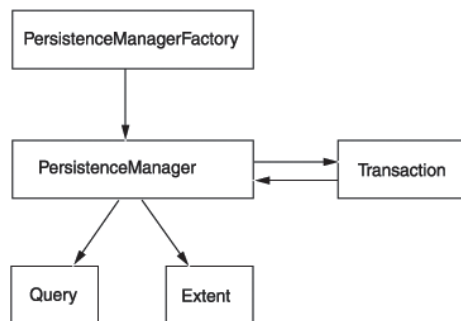 PersistenceManagerFactory
PersistenceManager
Transaction
Query
Extent